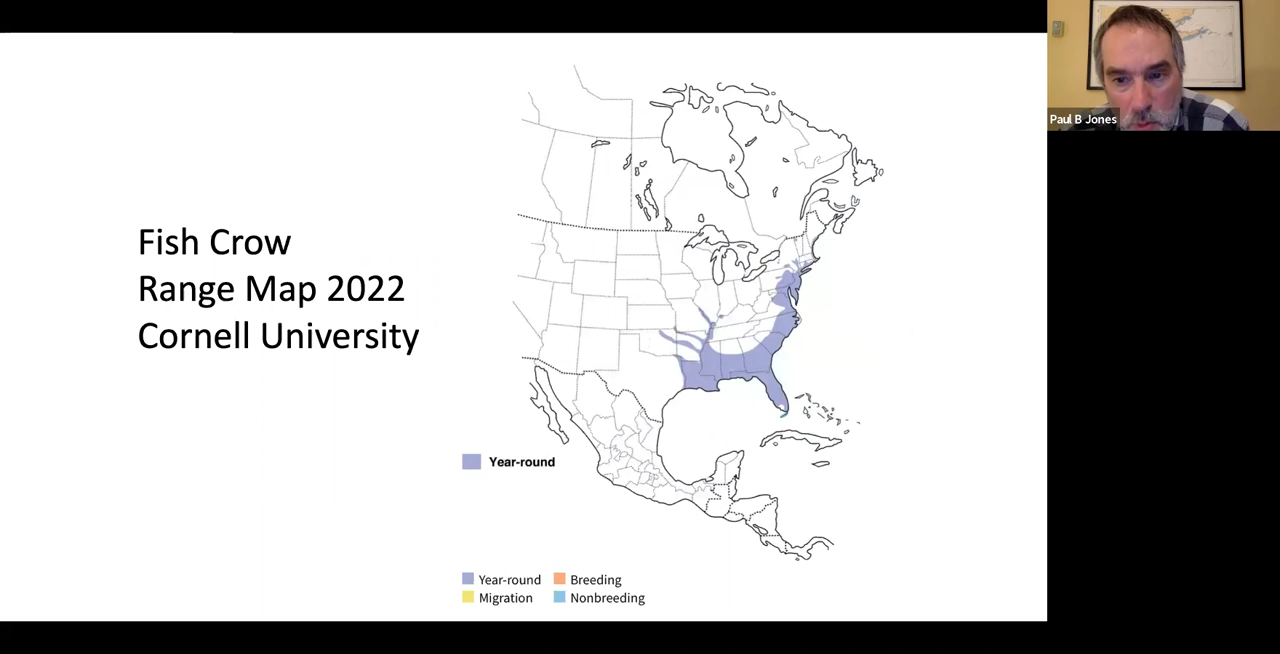 Paul B Jones
Fish Crow
Range Map 2022
Cornell University
Year-round
Year-round
Breeding
Migration
Nonbreeding